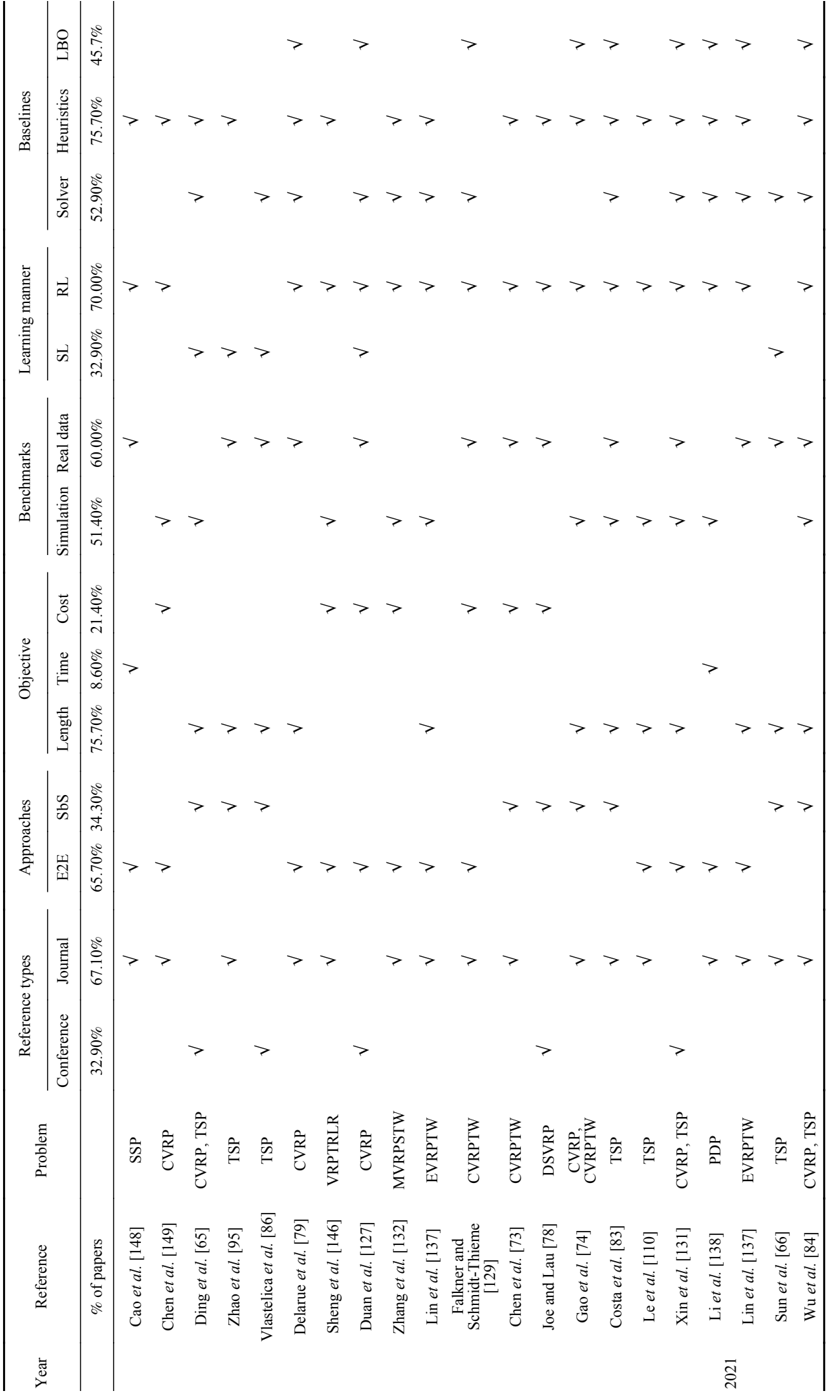 Year Reference Problem Reference types Approaches Objective Benchmarks Learning manner Baselines
Conference Journal E2E SbS Length Time Cost Simulation Real data SL RL Solver Heuristics LBO
% of papers 32.90% 67.10% 65.70% 34.30% 75.70% 8.60% 21.40% 51.40% 60.00% 32.90% 70.00% 52.90% 75.70% 45.7%
Cao et al. [148] SSP √ √ √ √ √ √
Chen et al. [149] CVRP √ √ √ √ √ √
Ding et al. [65] CVRP, TSP √ √ √ √ √ √ √
Zhao et al. [95] TSP √ √ √ √ √ √
Vlastelica et al. [86] TSP √ √ √ √ √ √
Delarue et al. [79] CVRP √ √ √ √ √ √ √ √
Sheng et al. [146] VRPTRLR √ √ √ √ √ √
Duan et al. [127] CVRP √ √ √ √ √ √ √ √
Zhang et al. [132] MVRPSTW √ √ √ √ √ √ √
Lin et al. [137] EVRPTW √ √ √ √ √ √ √
Falkner and
Schmidt-Thieme
[129] CVRPTW √ √ √ √ √ √ √
Chen et al. [73] CVRPTW √ √ √ √ √ √
Joe and Lau [78] DSVRP √ √ √ √ √ √
Gao et al. [74] CVRP,
CVRPTW √ √ √ √ √ √ √
Costa et al. [83] TSP √ √ √ √ √ √ √ √ √
Le et al. [110] TSP √ √ √ √ √ √
Xin et al. [131] CVRP, TSP √ √ √ √ √ √ √ √ √
2021 Li et al. [138] PDP √ √ √ √ √ √ √ √
Lin et al. [137] EVRPTW √ √ √ √ √ √ √ √
Sun et al. [66] TSP √ √ √ √ √ √
Wu et al. [84] CVRP, TSP √ √ √ √ √ √ √ √ √